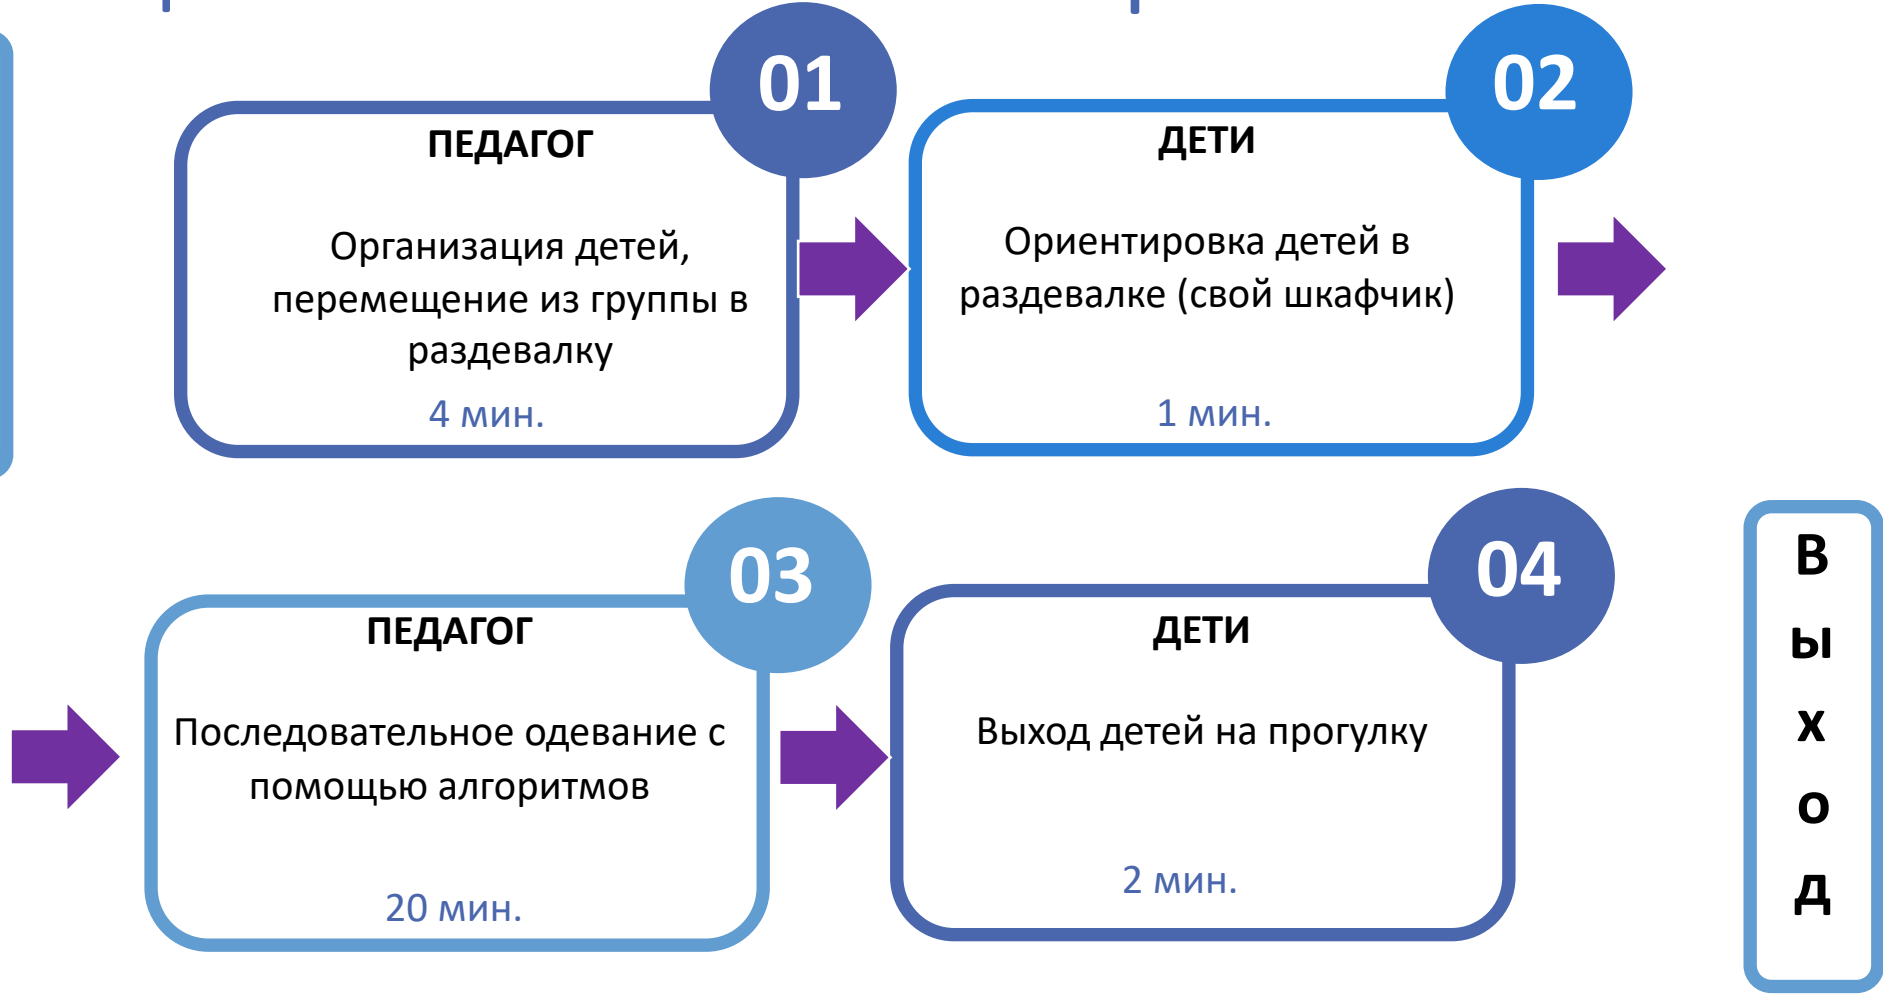 01
ПЕДАГОГ
Организация детей,
перемещение из группы в
раздевалку
4 мин.
02
ДЕТИ
Ориентировка детей в
раздевалке (свой шкафчик)
1 мин.
03
ПЕДАГОГ
Последовательное одевание с
помощью алгоритмов
20 мин.
04
ДЕТИ
Выход детей на прогулку
2 мин.
В
ы
х
о
д